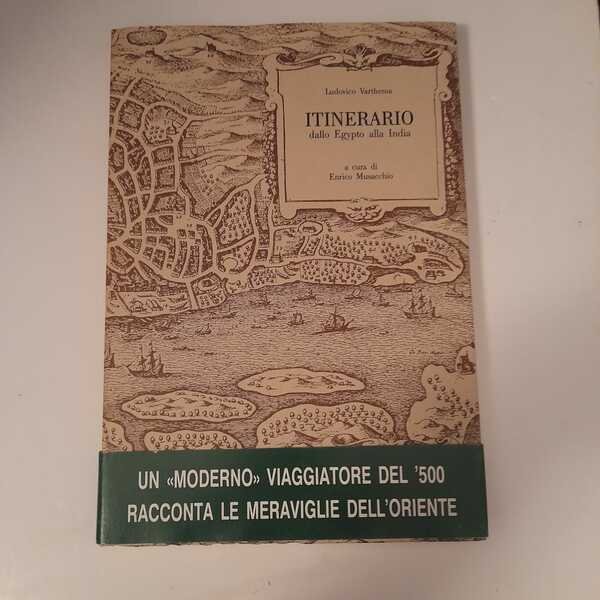 Ludovico Varthema
ITINERARIO
dallo Egypto alla India
a cura di
Enrico Musacchio
UN «MODERNO» VIAGGIATORE DEL '500
RACCONTA LE MERAVIGLIE DELL'ORIENTE